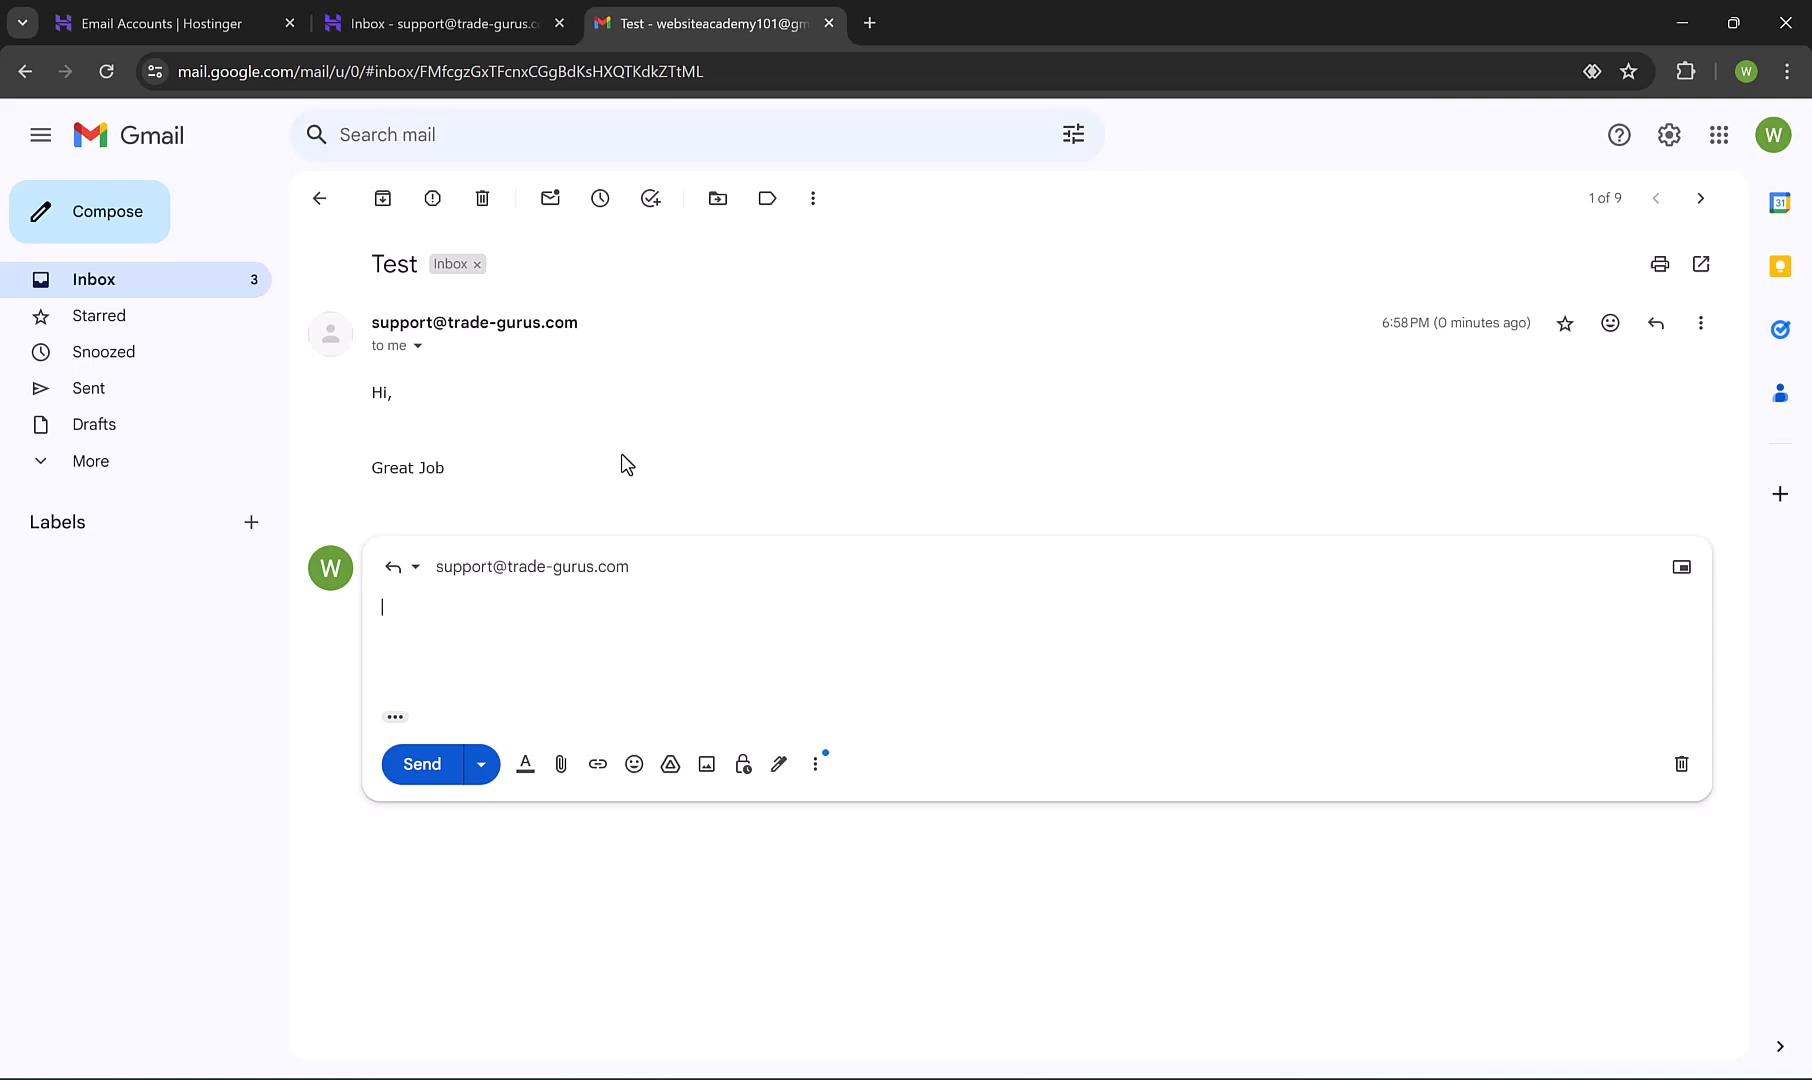 Email Accounts | Hostinger
Inbox - support@trade-gurus.c
Test - websiteacademy101@gm
W
mail.google.com/mail/u/0/#inbox/FMfcgzGxTFcnxCGgBdKsHXQTKdkZTtML
Gmail
Search mail
W
Compose
1 of 9
31
Test
Inbox ×
Inbox
3
Starred
support@trade-gurus.com
6:58 PM (0 minutes ago)
to me
Snoozed
Sent
Hi,
Drafts
More
Great Job
Labels
W
support@trade-gurus.com
Send